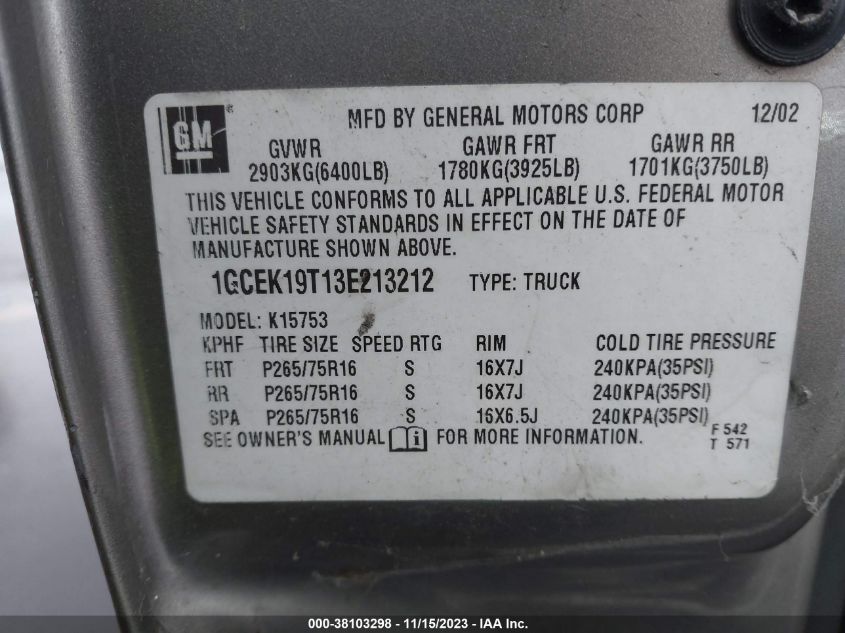 GM ®
MFD BY GENERAL MOTORS CORP 12/02
GVWR GAWR FRT GAWR RR
2903KG(6400LB) 1780KG(3925LB) 1701KG(3750LB)
THIS VEHICLE CONFORMS TO ALL APPLICABLE U.S. FEDERAL MOTOR
VEHICLE SAFETY STANDARDS IN EFFECT ON THE DATE OF
MANUFACTURE SHOWN ABOVE.
1GCEK19T13E213212 TYPE: TRUCK
MODEL: K15753
KPHF TIRE SIZE SPEED RTG RIM COLD TIRE PRESSURE
FRT P265/75R16 S 16X7J 240KPA(35PSI)
RR P265/75R16 S 16X7J 240KPA(35PSI)
SPA P265/75R16 S 16X6.5J 240KPA(35PSI)
SEE OWNER'S MANUAL i FOR MORE INFORMATION.
F 542
T 571
000-38103298 - 11/15/2023 - IAA Inc.